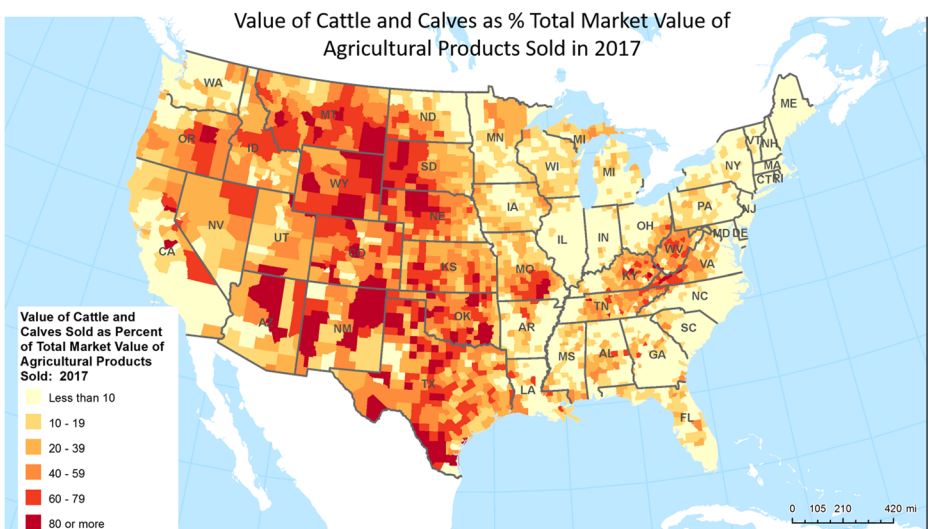 Value of Cattle and Calves as % Total Market Value of
Agricultural Products Sold in 2017
WA
MT
ND
MN
MI
ME
OR
ID
SD
WI
MI
VT
NH
NY
MA
CT
RI
WY
IA
PA
NJ
NV
NE
IL
IN
OH
MD
DE
CA
UT
CO
KS
MO
WV
VA
KY
NC
TN
AZ
NM
OK
AR
SC
MS
AL
GA
TX
LA
FL
Value of Cattle and
Calves Sold as Percent
of Total Market Value of
Agricultural Products
Sold: 2017
Less than 10
10 - 19
20 - 39
40 - 59
60 - 79
80 or more
0 105 210 420 mi